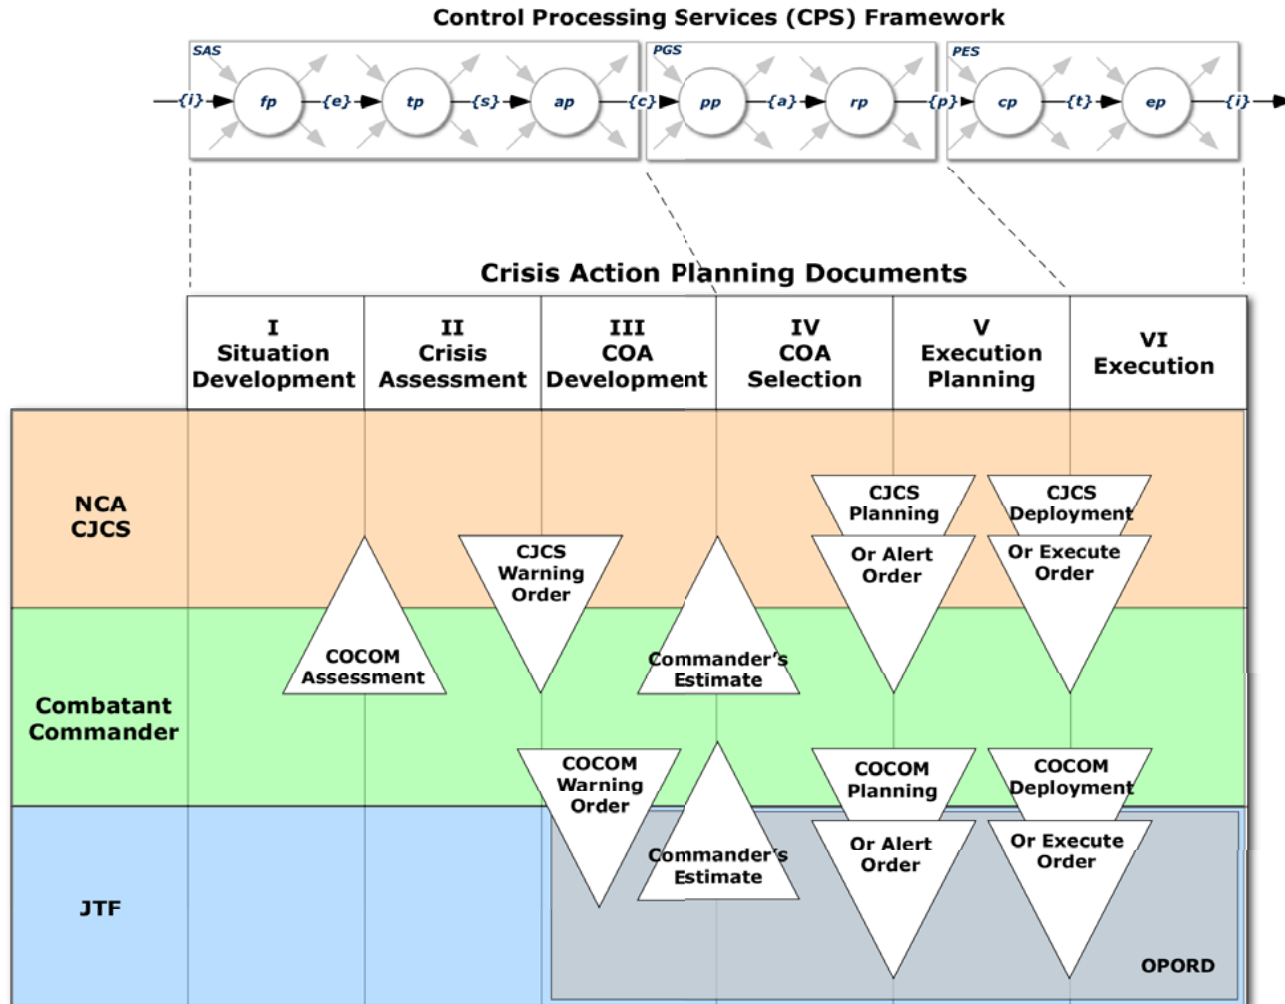 Control Processing Services (CPS) Framework
SAS
PGS
PES
{i}
fp
{e}
tp
{s}
ap
{c}
pp
{a}
rp
{p}
cp
{t}
ep
{i}
Crisis Action Planning Documents
I
Situation
Development
II
Crisis
Assessment
III
COA
Development
IV
COA
Selection
V
Execution
Planning
VI
Execution
NCA
CJCS
CJCS
Planning
Or Alert
Order
CJCS
Deployment
Or Execute
Order
CJCS
Warning
Order
COCOM
Assessment
Commander's
Estimate
Combatant
Commander
COCOM
Warning
Order
COCOM
Planning
Or Alert
Order
COCOM
Deployment
Or Execute
Order
Commander's
Estimate
JTF
OPORD